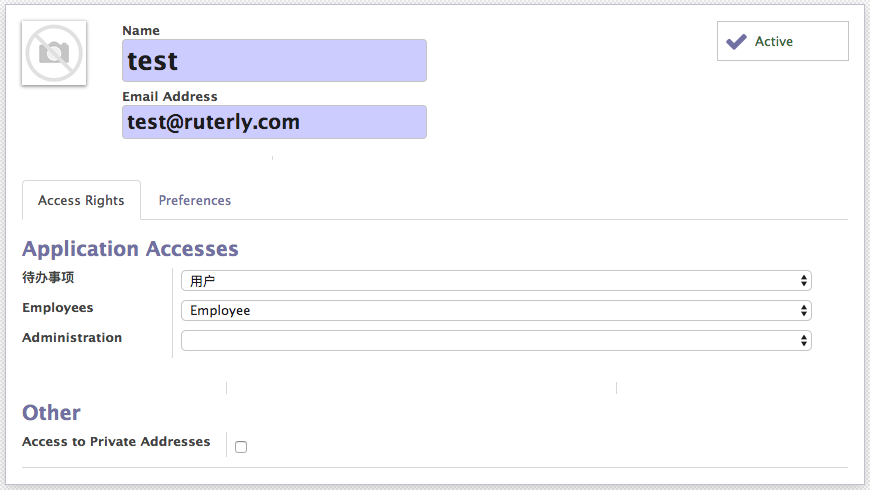 Name
Active
test
Email Address
test@ruterly.com
Access Rights Preferences
Application Accesses
待办事项 用户
Employees Employee
Administration
Other
Access to Private Addresses